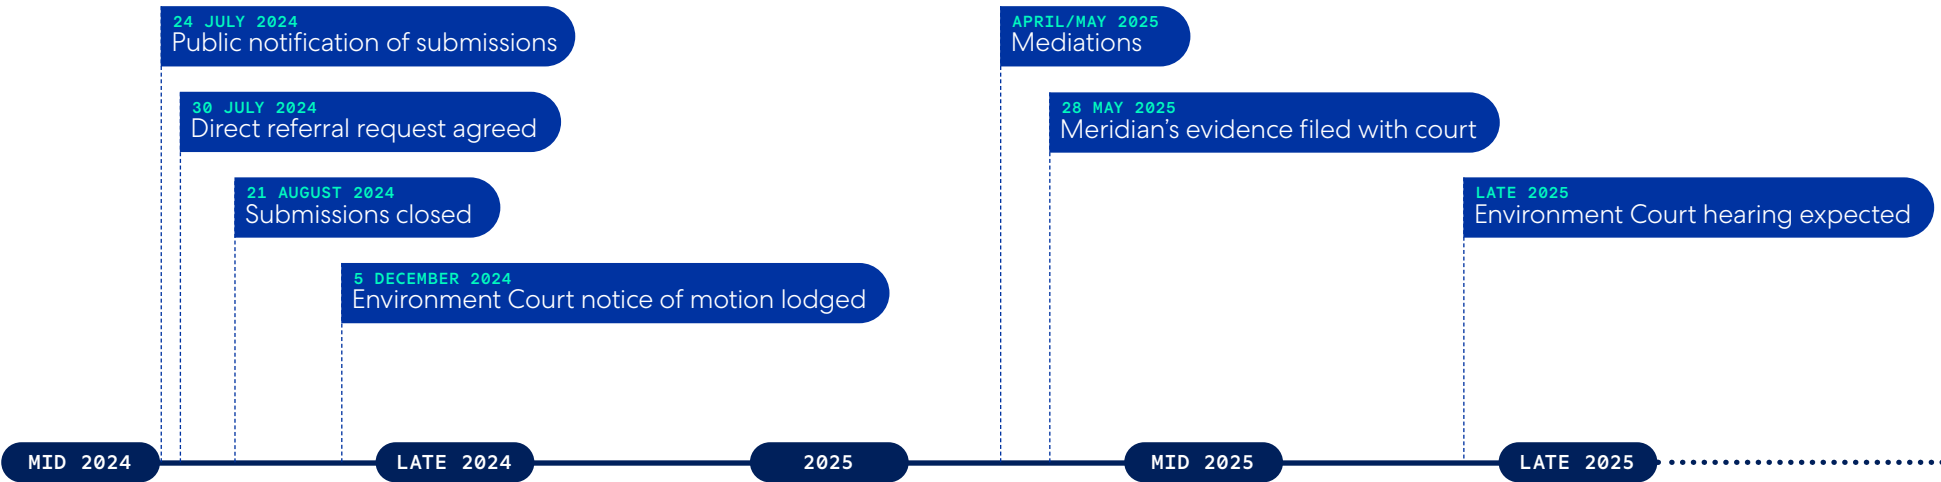 24 JULY 2024
Public notification of submissions
30 JULY 2024
Direct referral request agreed
21 AUGUST 2024
Submissions closed
5 DECEMBER 2024
Environment Court notice of motion lodged
APRIL/MAY 2025
Mediations
28 MAY 2025
Meridian’s evidence filed with court
LATE 2025
Environment Court hearing expected
MID 2024
LATE 2024
2025
MID 2025
LATE 2025